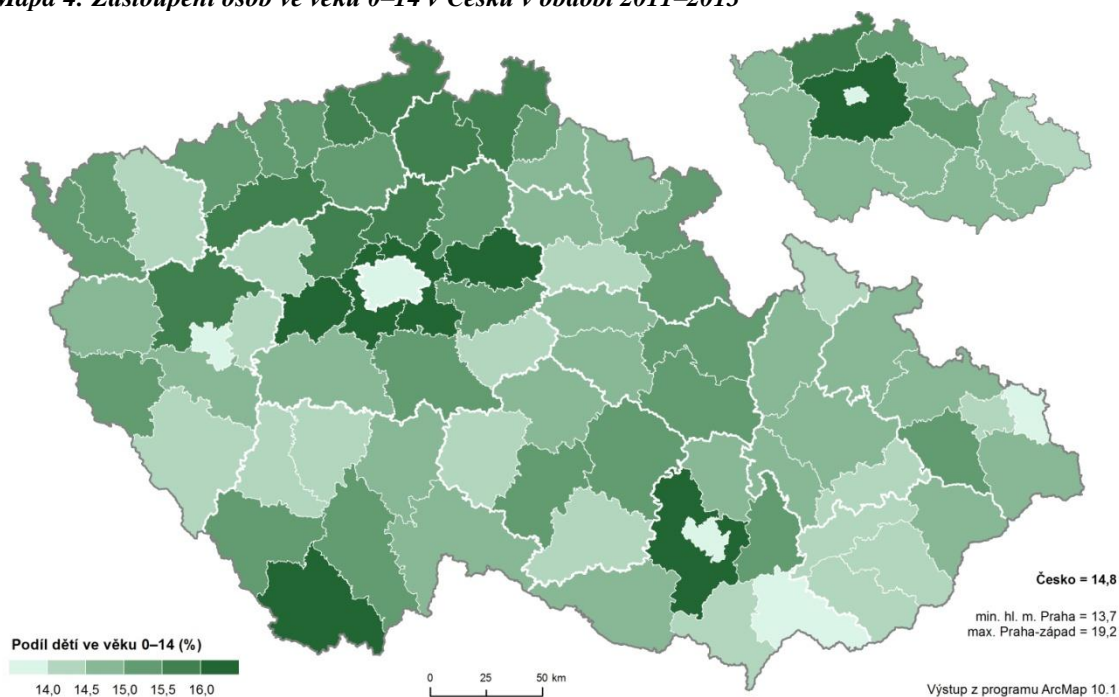 Mapa 4: Zastoupení osob ve věku 0–14 v Česku v období 2011–2013
Česko = 14,8
min. hl. m. Praha = 13,7
max. Praha-západ = 19,2
Podíl dětí ve věku 0–14 (%)
14,0 14,5 15,0 15,5 16,0
0 25 50 km
Výstup z programu ArcMap 10.1